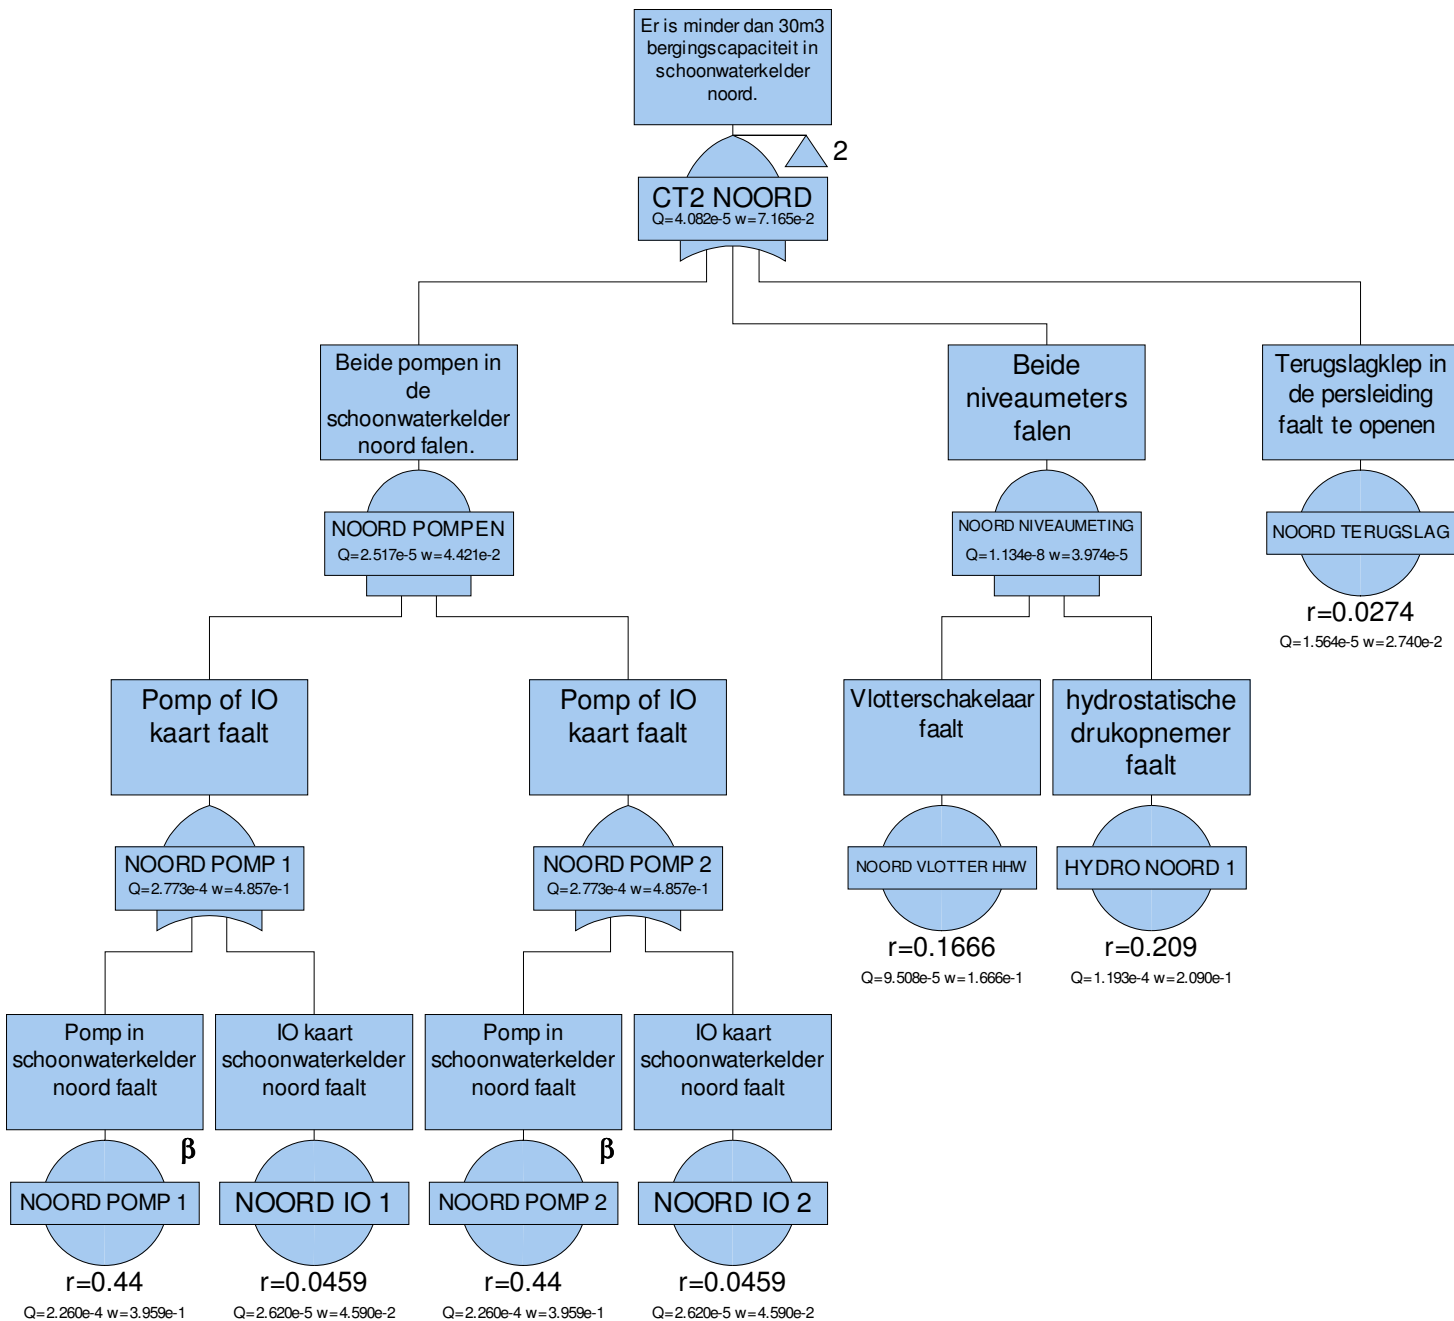 Er is minder dan 30m3
bergingscapaciteit in
schoonwaterkelder
noord.
2
CT2 NOORD
Q=4.082e-5 w=7.165e-2
Beide pompen in
de
schoonwaterkelder
noord falen.
NOORD POMPEN
Q=2.517e-5 w=4.421e-2
Beide
niveaumeters
falen
NOORD NIVEAUMETING
Q=1.134e-8 w=3.974e-5
Terugslagklep in
de persleiding
faalt te openen
NOORD TERUGSLAG
r=0.0274
Q=1.564e-5 w=2.740e-2
Pomp of IO
kaart faalt
NOORD POMP 1
Q=2.773e-4 w=4.857e-1
Pomp of IO
kaart faalt
NOORD POMP 2
Q=2.773e-4 w=4.857e-1
Vlotterschakelaar
faalt
NOORD VLOTTER HHW
r=0.1666
Q=9.508e-5 w=1.666e-1
hydrostatische
drukopnemer
faalt
HYDRO NOORD 1
r=0.209
Q=1.193e-4 w=2.090e-1
Pomp in
schoonwaterkelder
noord faalt
β
NOORD POMP 1
r=0.44
Q=2.260e-4 w=3.959e-1
IO kaart
schoonwaterkelder
noord faalt
NOORD IO 1
r=0.0459
Q=2.620e-5 w=4.590e-2
Pomp in
schoonwaterkelder
noord faalt
β
NOORD POMP 2
r=0.44
Q=2.260e-4 w=3.959e-1
IO kaart
schoonwaterkelder
noord faalt
NOORD IO 2
r=0.0459
Q=2.620e-5 w=4.590e-2